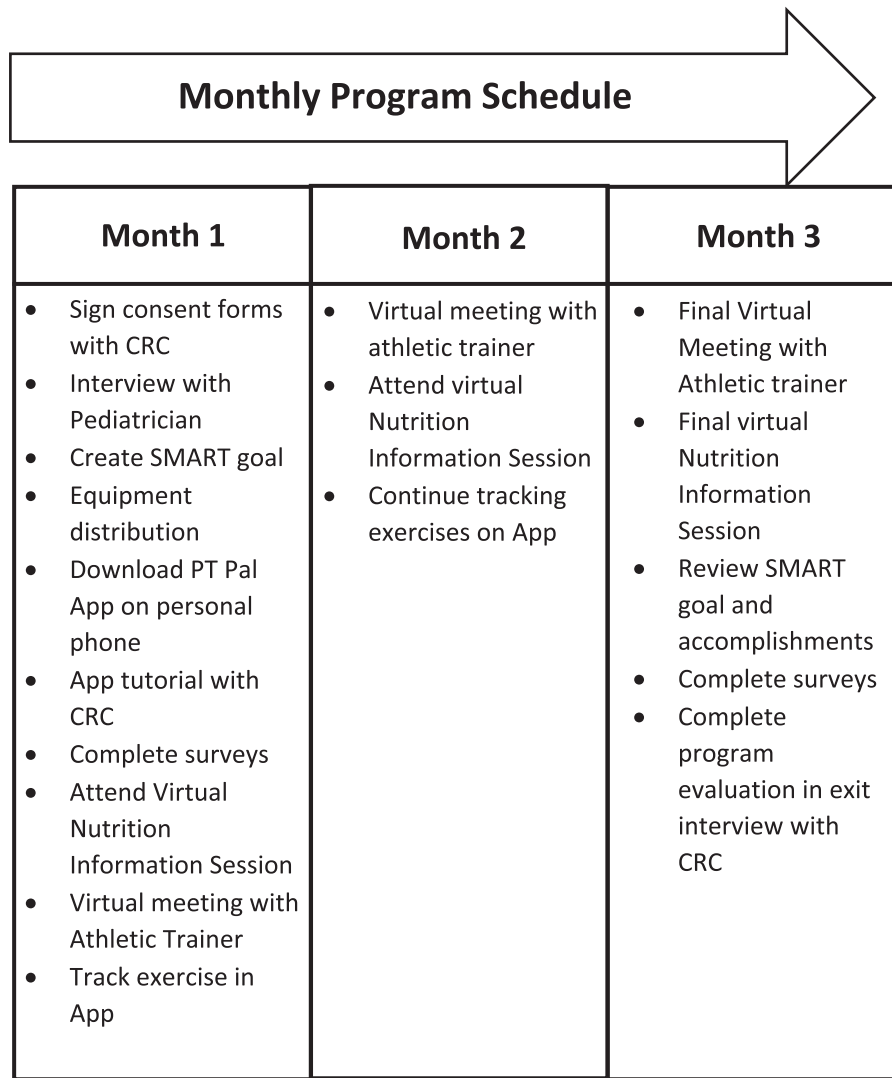 Monthly Program Schedule
Month 1
• Sign consent forms
with CRC
• Interview with
Pediatrician
• Create SMART goal
• Equipment
distribution
• Download PT Pal
App on personal
phone
• App tutorial with
CRC
• Complete surveys
• Attend Virtual
Nutrition
Information Session
• Virtual meeting with
Athletic Trainer
• Track exercise in
App
Month 2
• Virtual meeting with
athletic trainer
• Attend virtual
Nutrition
Information Session
• Continue tracking
exercises on App
Month 3
• Final Virtual
Meeting with
Athletic trainer
• Final virtual
Nutrition
Information
Session
• Review SMART
goal and
accomplishments
• Complete surveys
• Complete
program
evaluation in exit
interview with
CRC